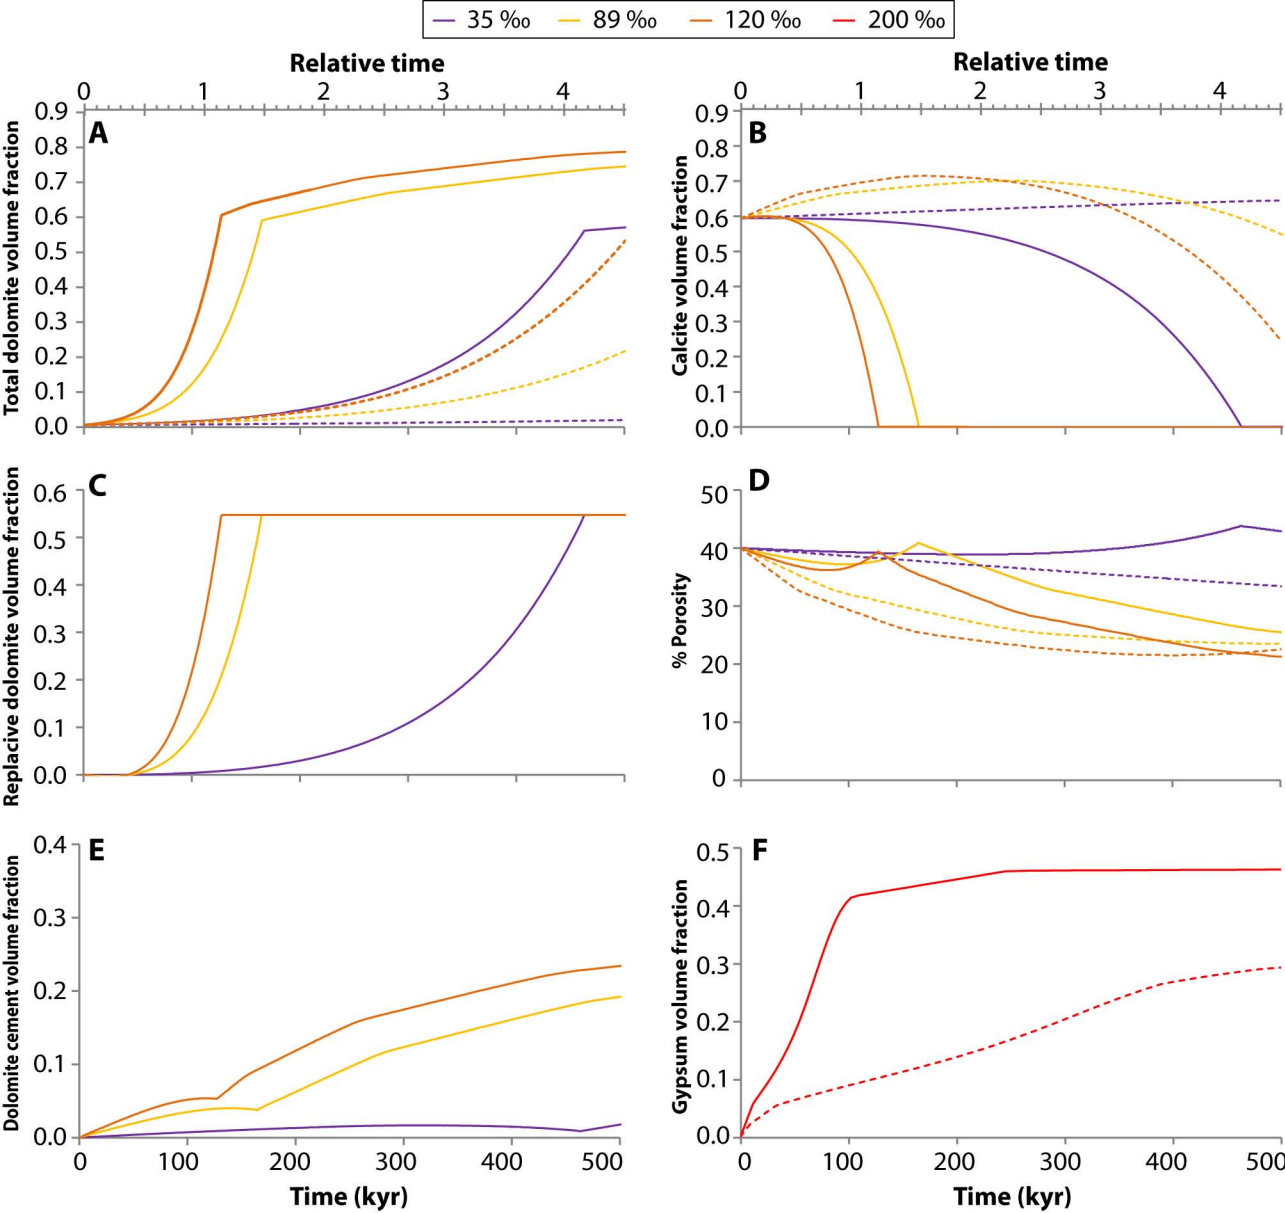 35 ‰ 89 ‰ 120 ‰ 200 ‰
Relative time
0 1 2 3 4
A
Total dolomite volume fraction
0.9
0.8
0.7
0.6
0.5
0.4
0.3
0.2
0.1
0.0
Relative time
0 1 2 3 4
B
Calcite volume fraction
0.9
0.8
0.7
0.6
0.5
0.4
0.3
0.2
0.1
0.0
C
Replacive dolomite volume fraction
0.6
0.5
0.4
0.3
0.2
0.1
0.0
D
% Porosity
50
40
30
20
10
0
E
Dolomite cement volume fraction
0.4
0.3
0.2
0.1
0.0
0 100 200 300 400 500
Time (kyr)
F
Gypsum volume fraction
0.5
0.4
0.3
0.2
0.1
0.0
0 100 200 300 400 500
Time (kyr)